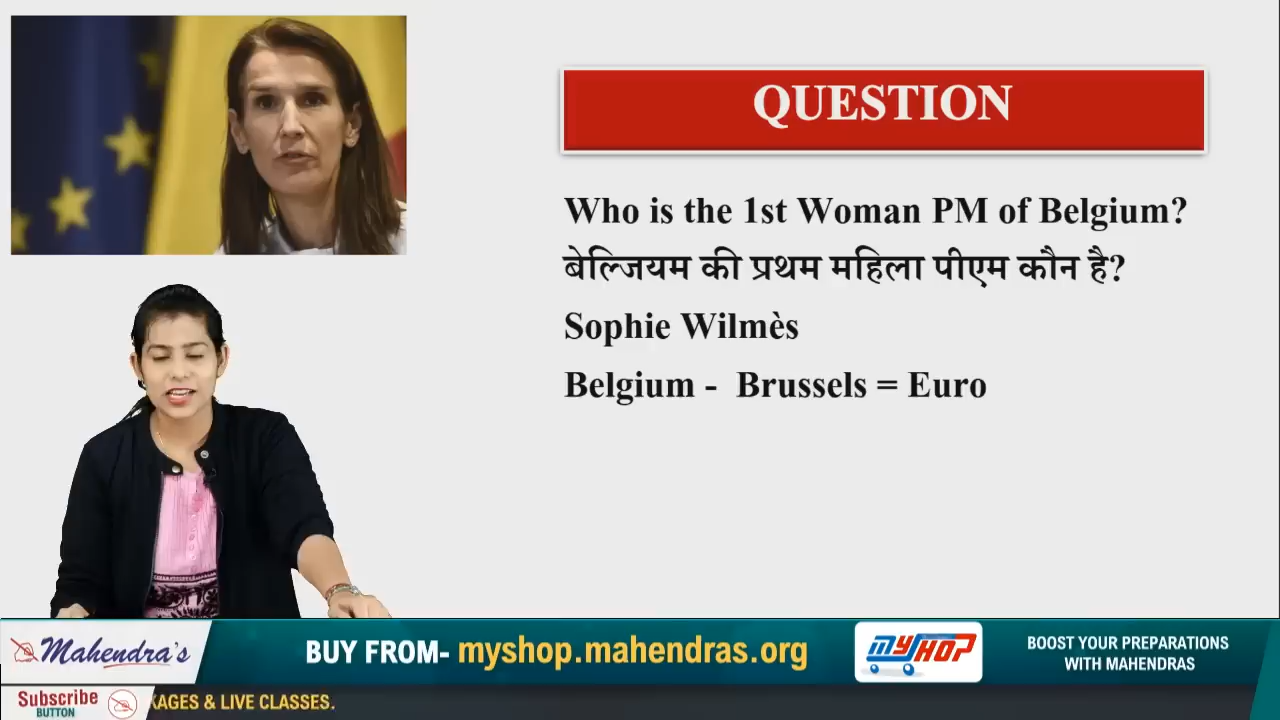 QUESTION
Who is the 1st Woman PM of Belgium?
बेल्जियम की प्रथम महिला पीएम कौन है?
Sophie Wilmès
Belgium - Brussels = Euro
Mahendra's
BUY FROM- myshop.mahendras.org
MY SHOP
BOOST YOUR PREPARATIONS
WITH MAHENDRAS
Subscribe
BUTTON
KAGES & LIVE CLASSES.